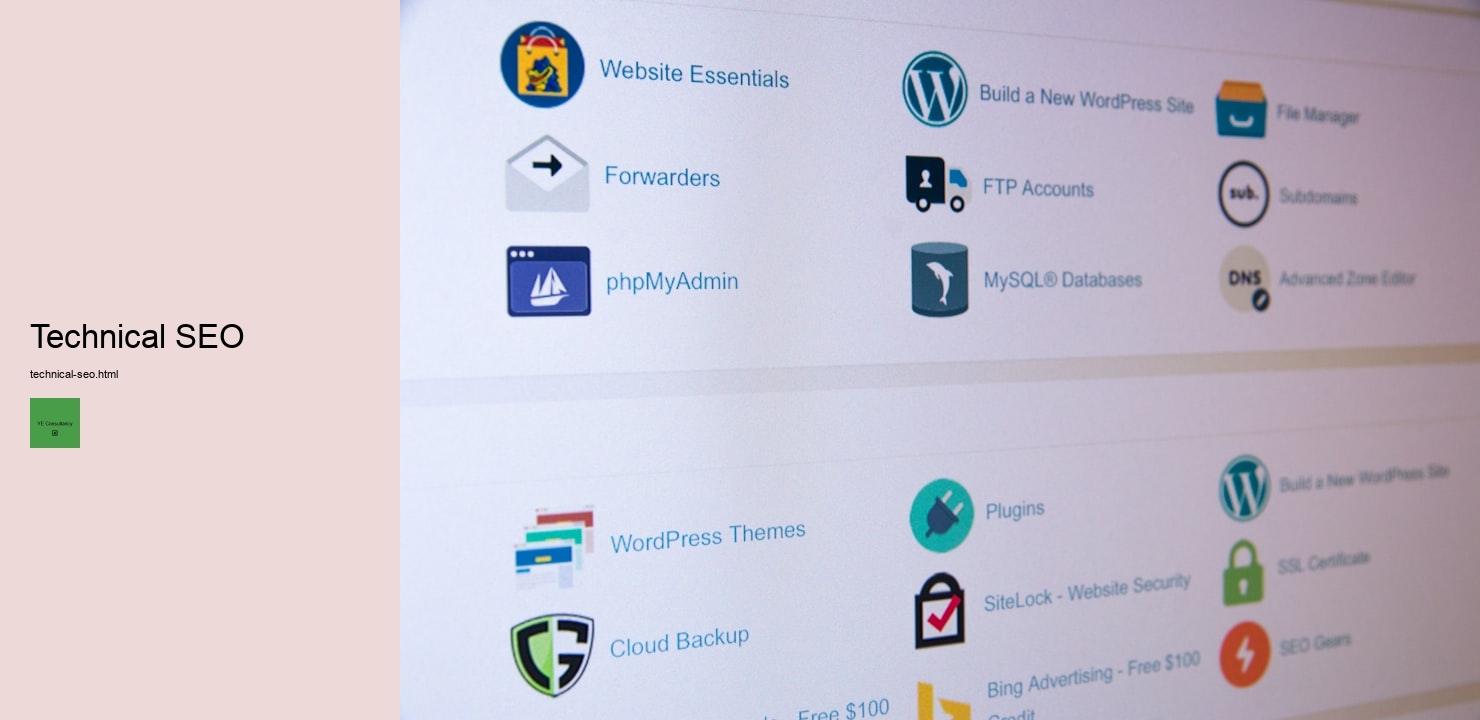 Technical SEO
technical-seo.html
YE Consultancy
Website Essentials
Build a New WordPress Site
File Manager
Forwarders
FTP Accounts
sub.
Subdomains
phpMyAdmin
MySQL® Databases
DNS
Advanced Zone Editor
WordPress Themes
Plugins
Build a New WordPress Site
Cloud Backup
SiteLock - Website Security
SSL Certificate
Free $100
Bing Advertising - Free $100
Credit
SEO Gears